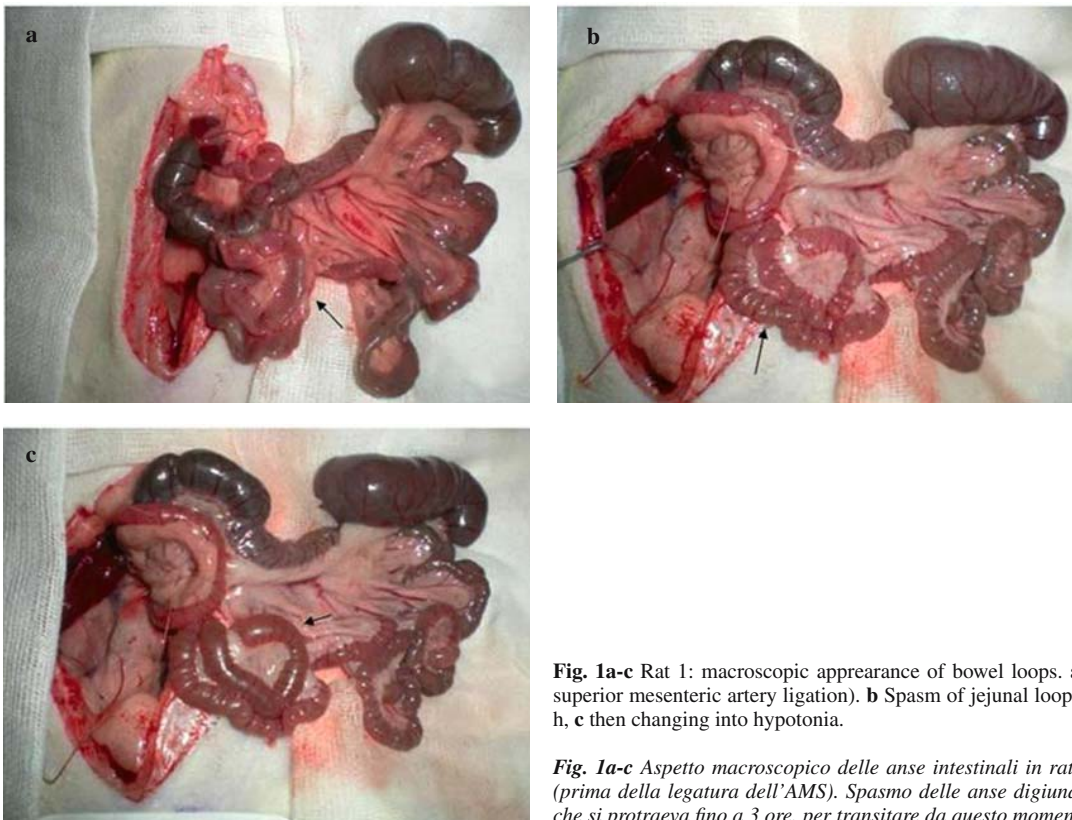 a
b
c
Fig. 1a-c Rat 1: macroscopic apprearance of bowel loops. a
superior mesenteric artery ligation). b Spasm of jejunal loop
h, c then changing into hypotonia.
Fig. 1a-c Aspetto macroscopico delle anse intestinali in rat
(prima della legatura dell'AMS). Spasmo delle anse digiuna
che si protraeva fino a 3 ore, per transitare da questo momen